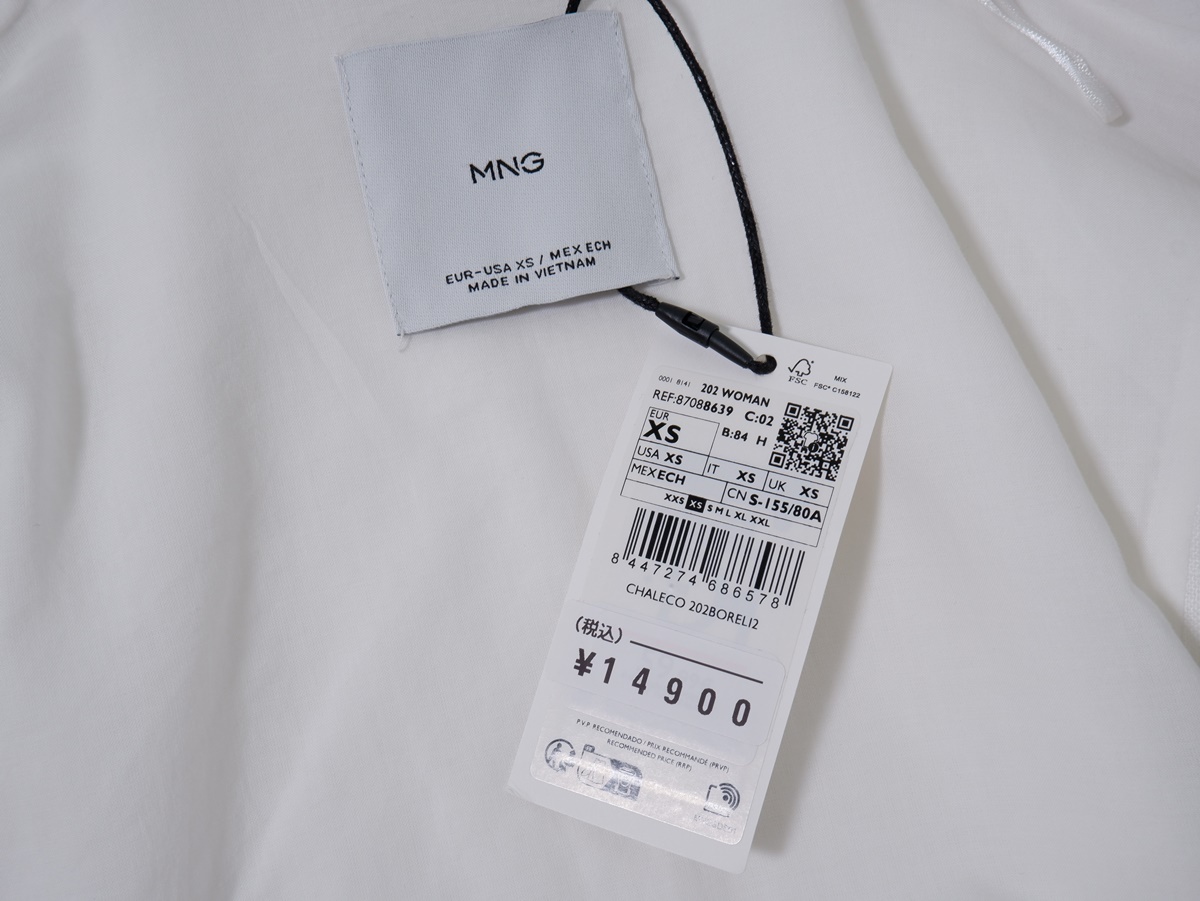 MNG
EUR-USA XS / MEX ECH
MADE IN VIETNAM
FSC
MIX
FSC® C158122
0001 8141 202 WOMAN
REF:87088639 C:02
EUR
XS
B:84 H
USA XS IT XS UK XS
MEX ECH CN S-155/80A
XXS XS S M L XL XXL
8 447274 686578
CHALECO 202BORELI2
(税込)
¥14900
P.V.P RECOMENDADO / PRIX RECOMMANDÉ (PRVP)
RECOMMENDED PRICE (RRP)